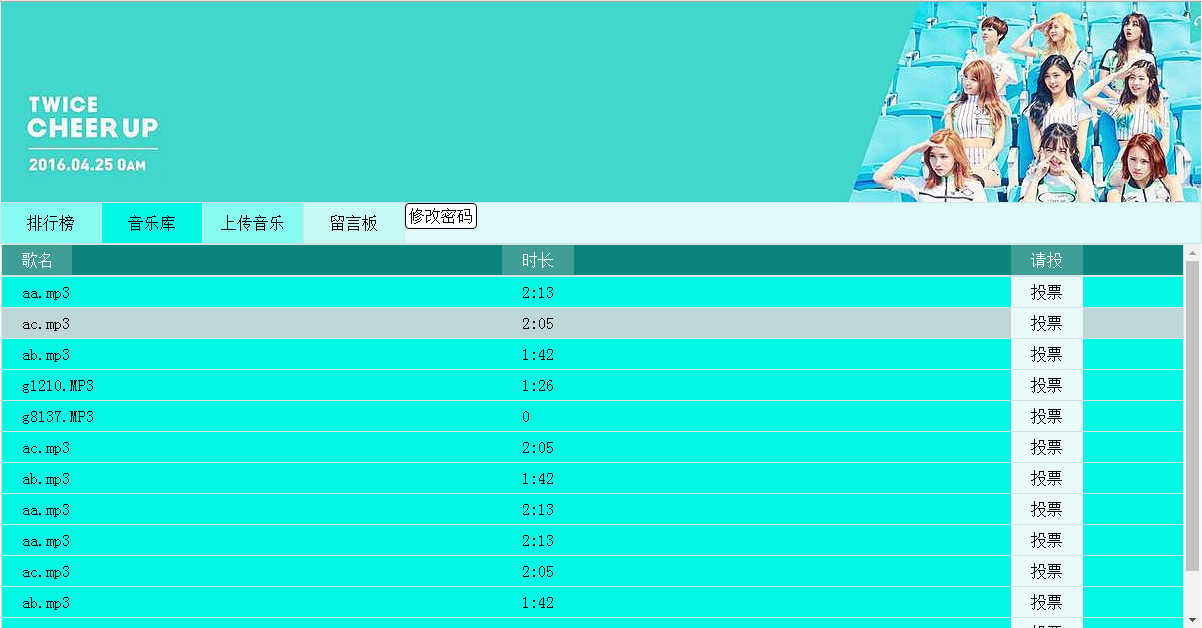 TWICE
CHEER UP
2016.04.25 0AM
排行榜 音乐库 上传音乐 留言板 修改密码
歌名 时长 请投
aa.mp3 2:13 投票
ac.mp3 2:05 投票
ab.mp3 1:42 投票
g1210.MP3 1:26 投票
g8137.MP3 0 投票
ac.mp3 2:05 投票
ab.mp3 1:42 投票
aa.mp3 2:13 投票
aa.mp3 2:13 投票
ac.mp3 2:05 投票
ab.mp3 1:42 投票